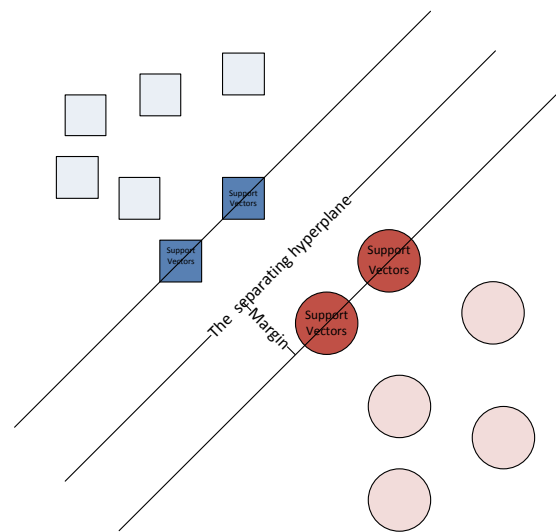 Support
Vectors
Support
Vectors
The separating hyperplane
Support
Vectors
Support
Vectors
Margin